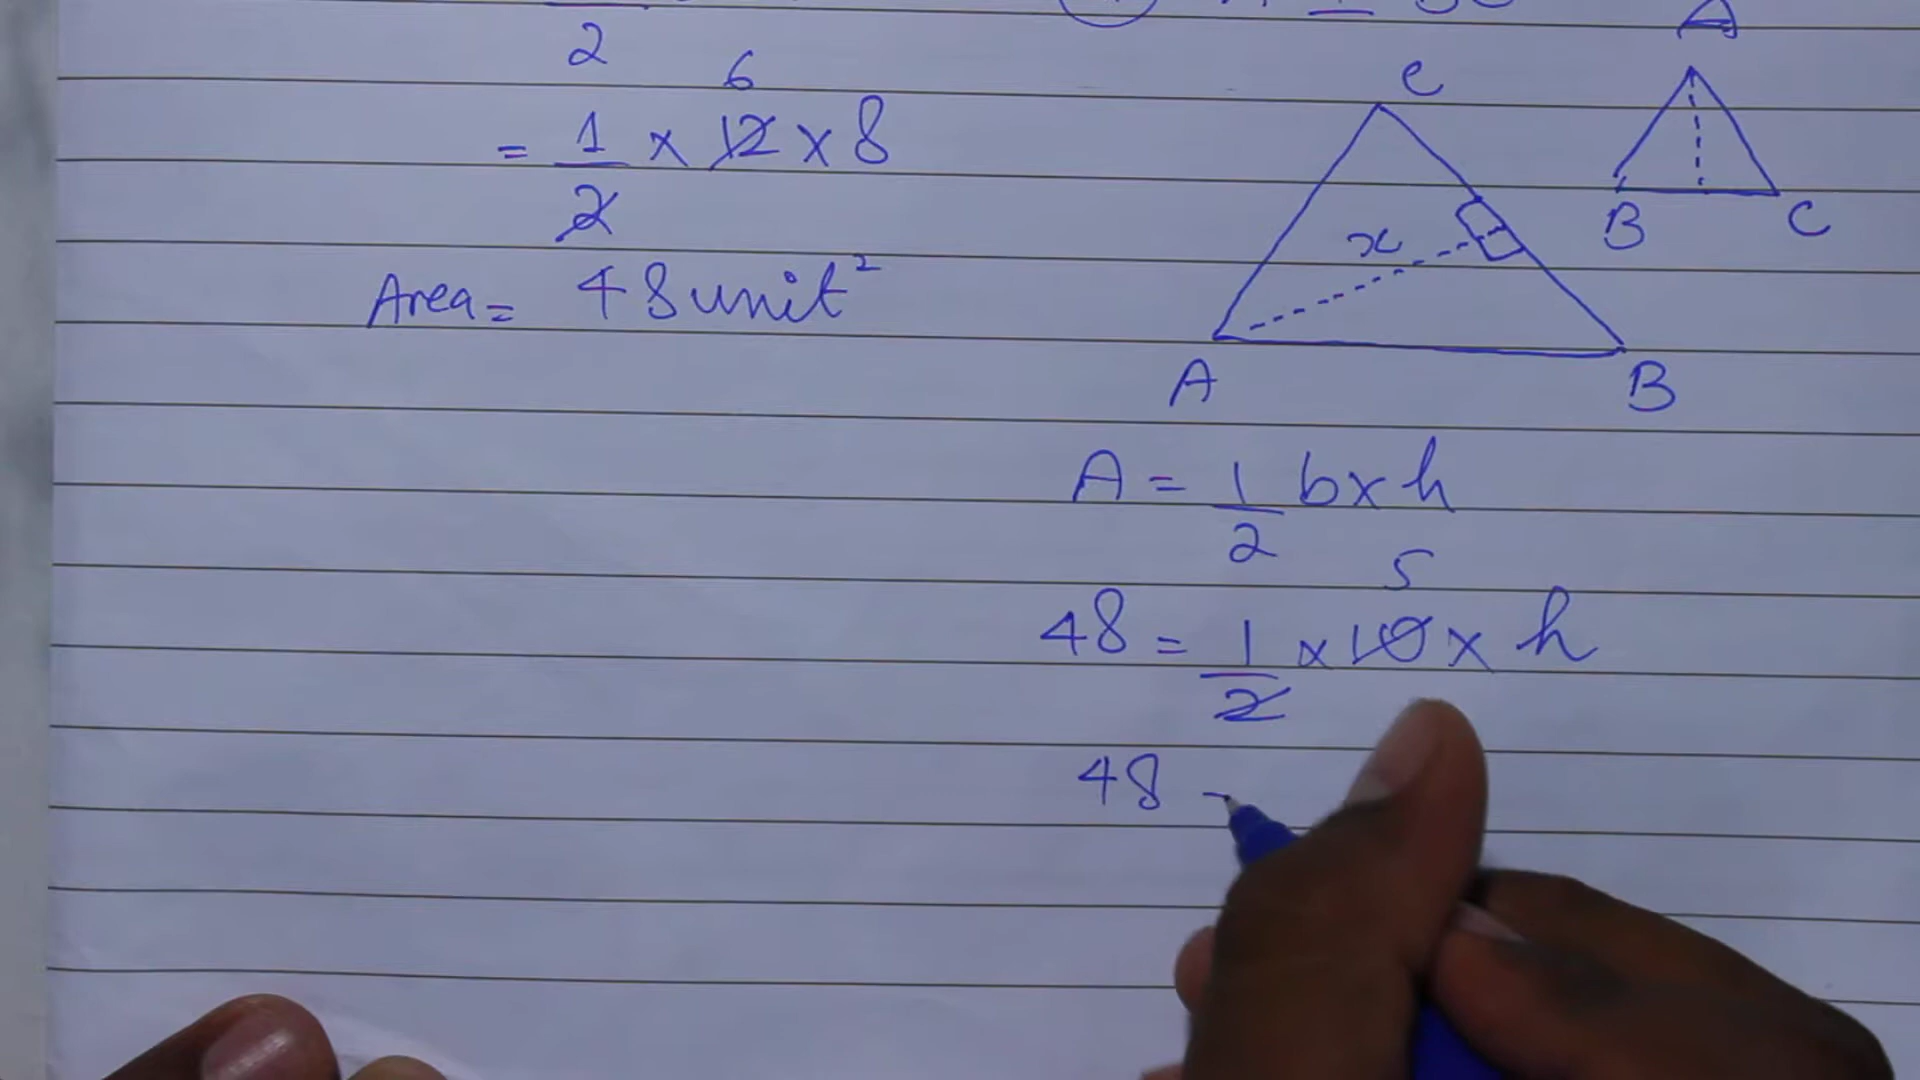 2
6
= 1 × 12 × 8
2
Area = 48 unit²
A
C
B C
x
A B
A = 1 b × h
2
5
48 = 1 × 10 × h
2
48